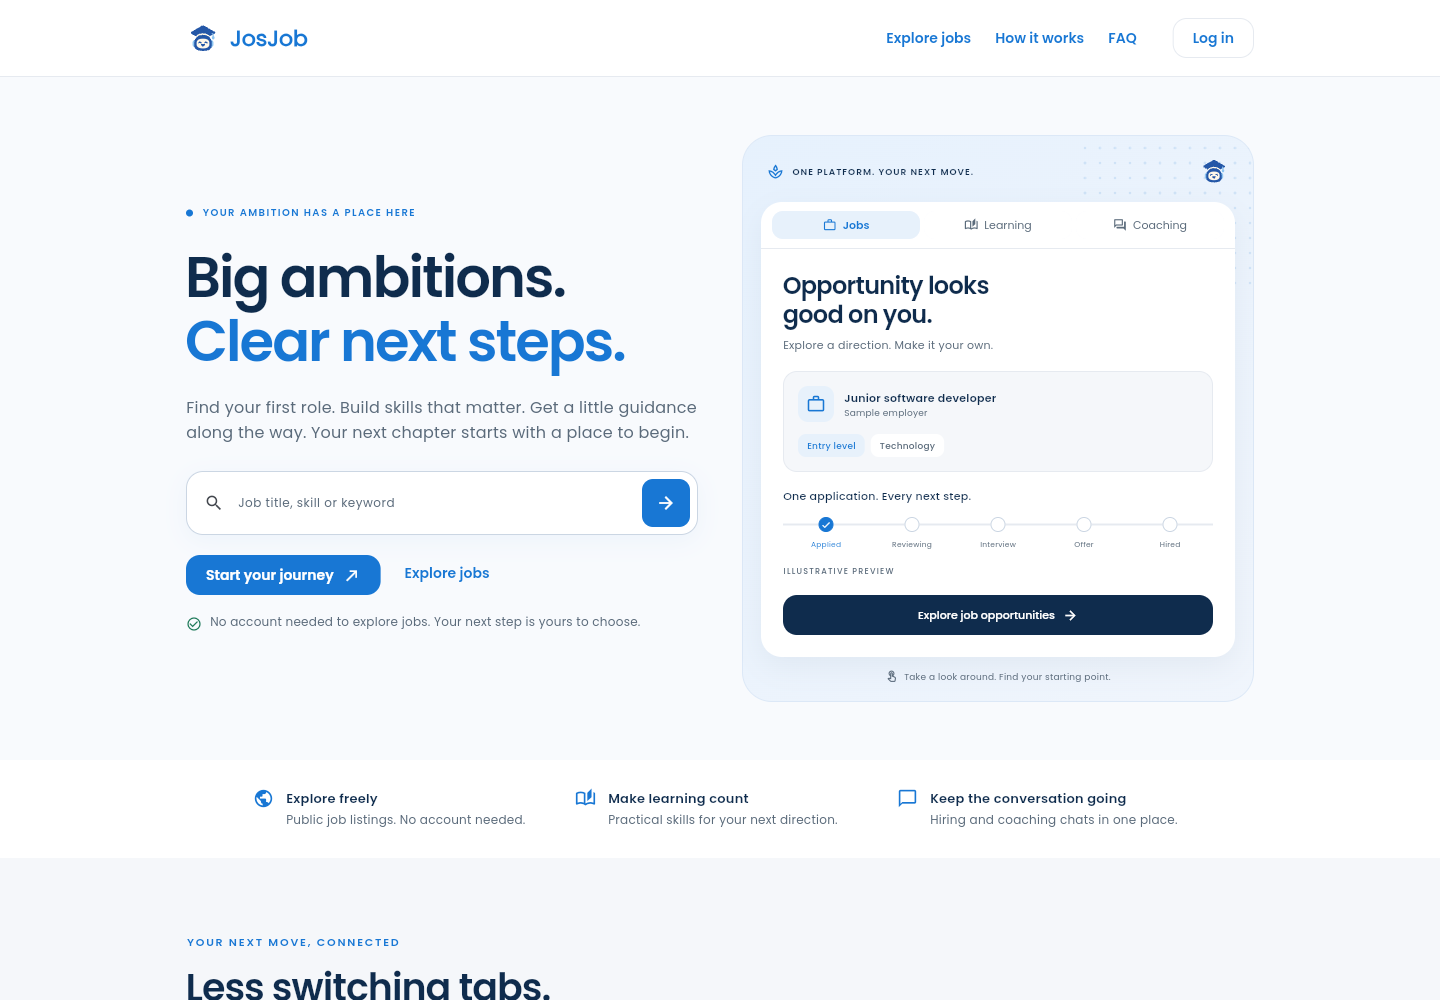 JosJob
Explore jobs
How it works
FAQ
Log in
YOUR AMBITION HAS A PLACE HERE
Big ambitions.
Clear next steps.
Find your first role. Build skills that matter. Get a little guidance
along the way. Your next chapter starts with a place to begin.
Job title, skill or keyword
Start your journey
Explore jobs
No account needed to explore jobs. Your next step is yours to choose.
ONE PLATFORM. YOUR NEXT MOVE.
Jobs
Learning
Coaching
Opportunity looks
good on you.
Explore a direction. Make it your own.
Junior software developer
Sample employer
Entry level
Technology
One application. Every next step.
Applied
Reviewing
Interview
Offer
Hired
ILLUSTRATIVE PREVIEW
Explore job opportunities
Take a look around. Find your starting point.
Explore freely
Public job listings. No account needed.
Make learning count
Practical skills for your next direction.
Keep the conversation going
Hiring and coaching chats in one place.
YOUR NEXT MOVE, CONNECTED
Less switching tabs.